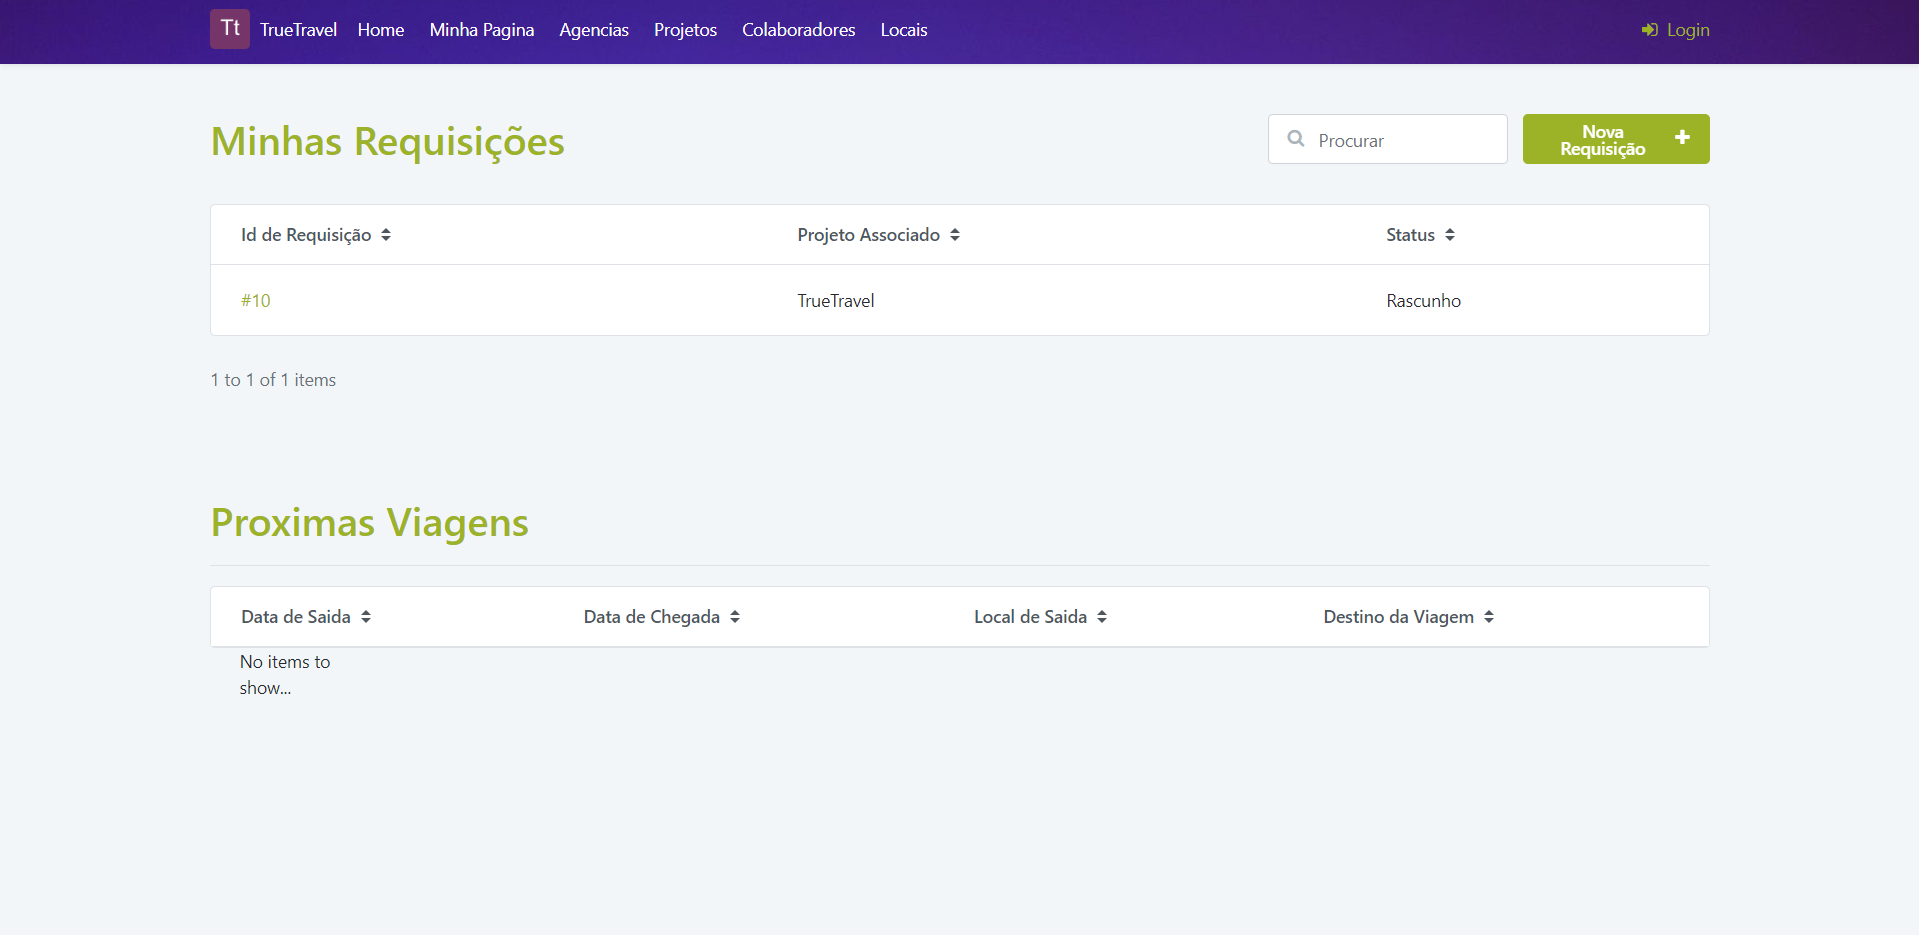 Tt TrueTravel Home Minha Pagina Agencias Projetos Colaboradores Locais Login
Minhas Requisições
Procurar
Nova
Requisição
Id de Requisição Projeto Associado Status
#10 TrueTravel Rascunho
1 to 1 of 1 items
Proximas Viagens
Data de Saida Data de Chegada Local de Saida Destino da Viagem
No items to
show...